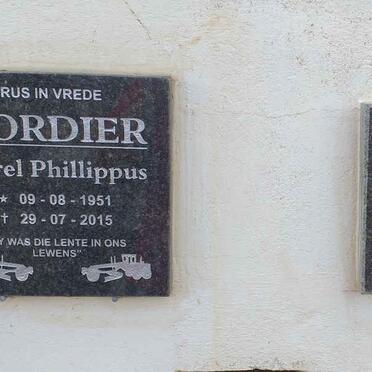 RUS IN VREDE
ORDIER
rel Phillippus
★ 09 - 08 - 1951
† 29 - 07 - 2015
Y WAS DIE LENTE IN ONS
LEWENS"